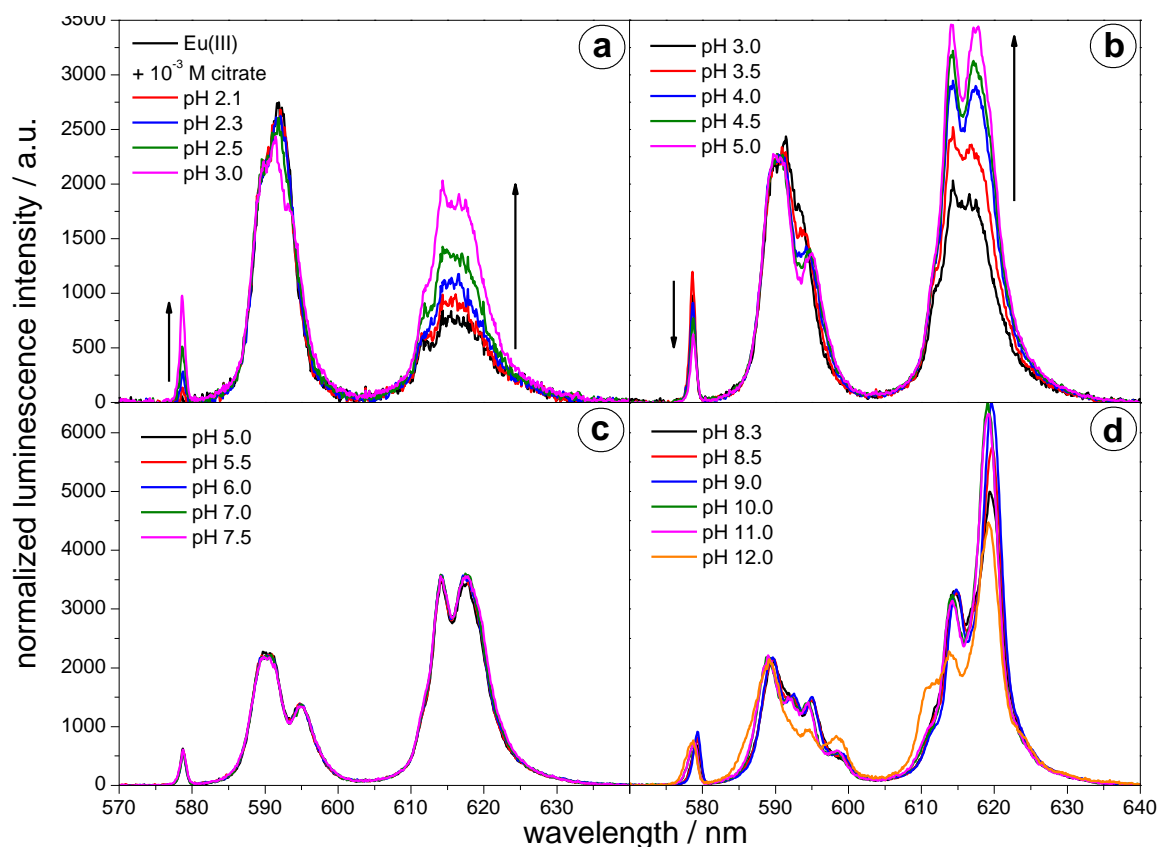 normalized luminescence intensity / a.u.
3500
3000
2500
2000
1500
1000
500
0
Eu(III)
+ 10⁻³ M citrate
pH 2.1
pH 2.3
pH 2.5
pH 3.0
a
pH 3.0
pH 3.5
pH 4.0
pH 4.5
pH 5.0
b
6000
5000
4000
3000
2000
1000
0
pH 5.0
pH 5.5
pH 6.0
pH 7.0
pH 7.5
c
pH 8.3
pH 8.5
pH 9.0
pH 10.0
pH 11.0
pH 12.0
d
570 590 600 610 620 580 590 600 610 620 630 640
wavelength / nm